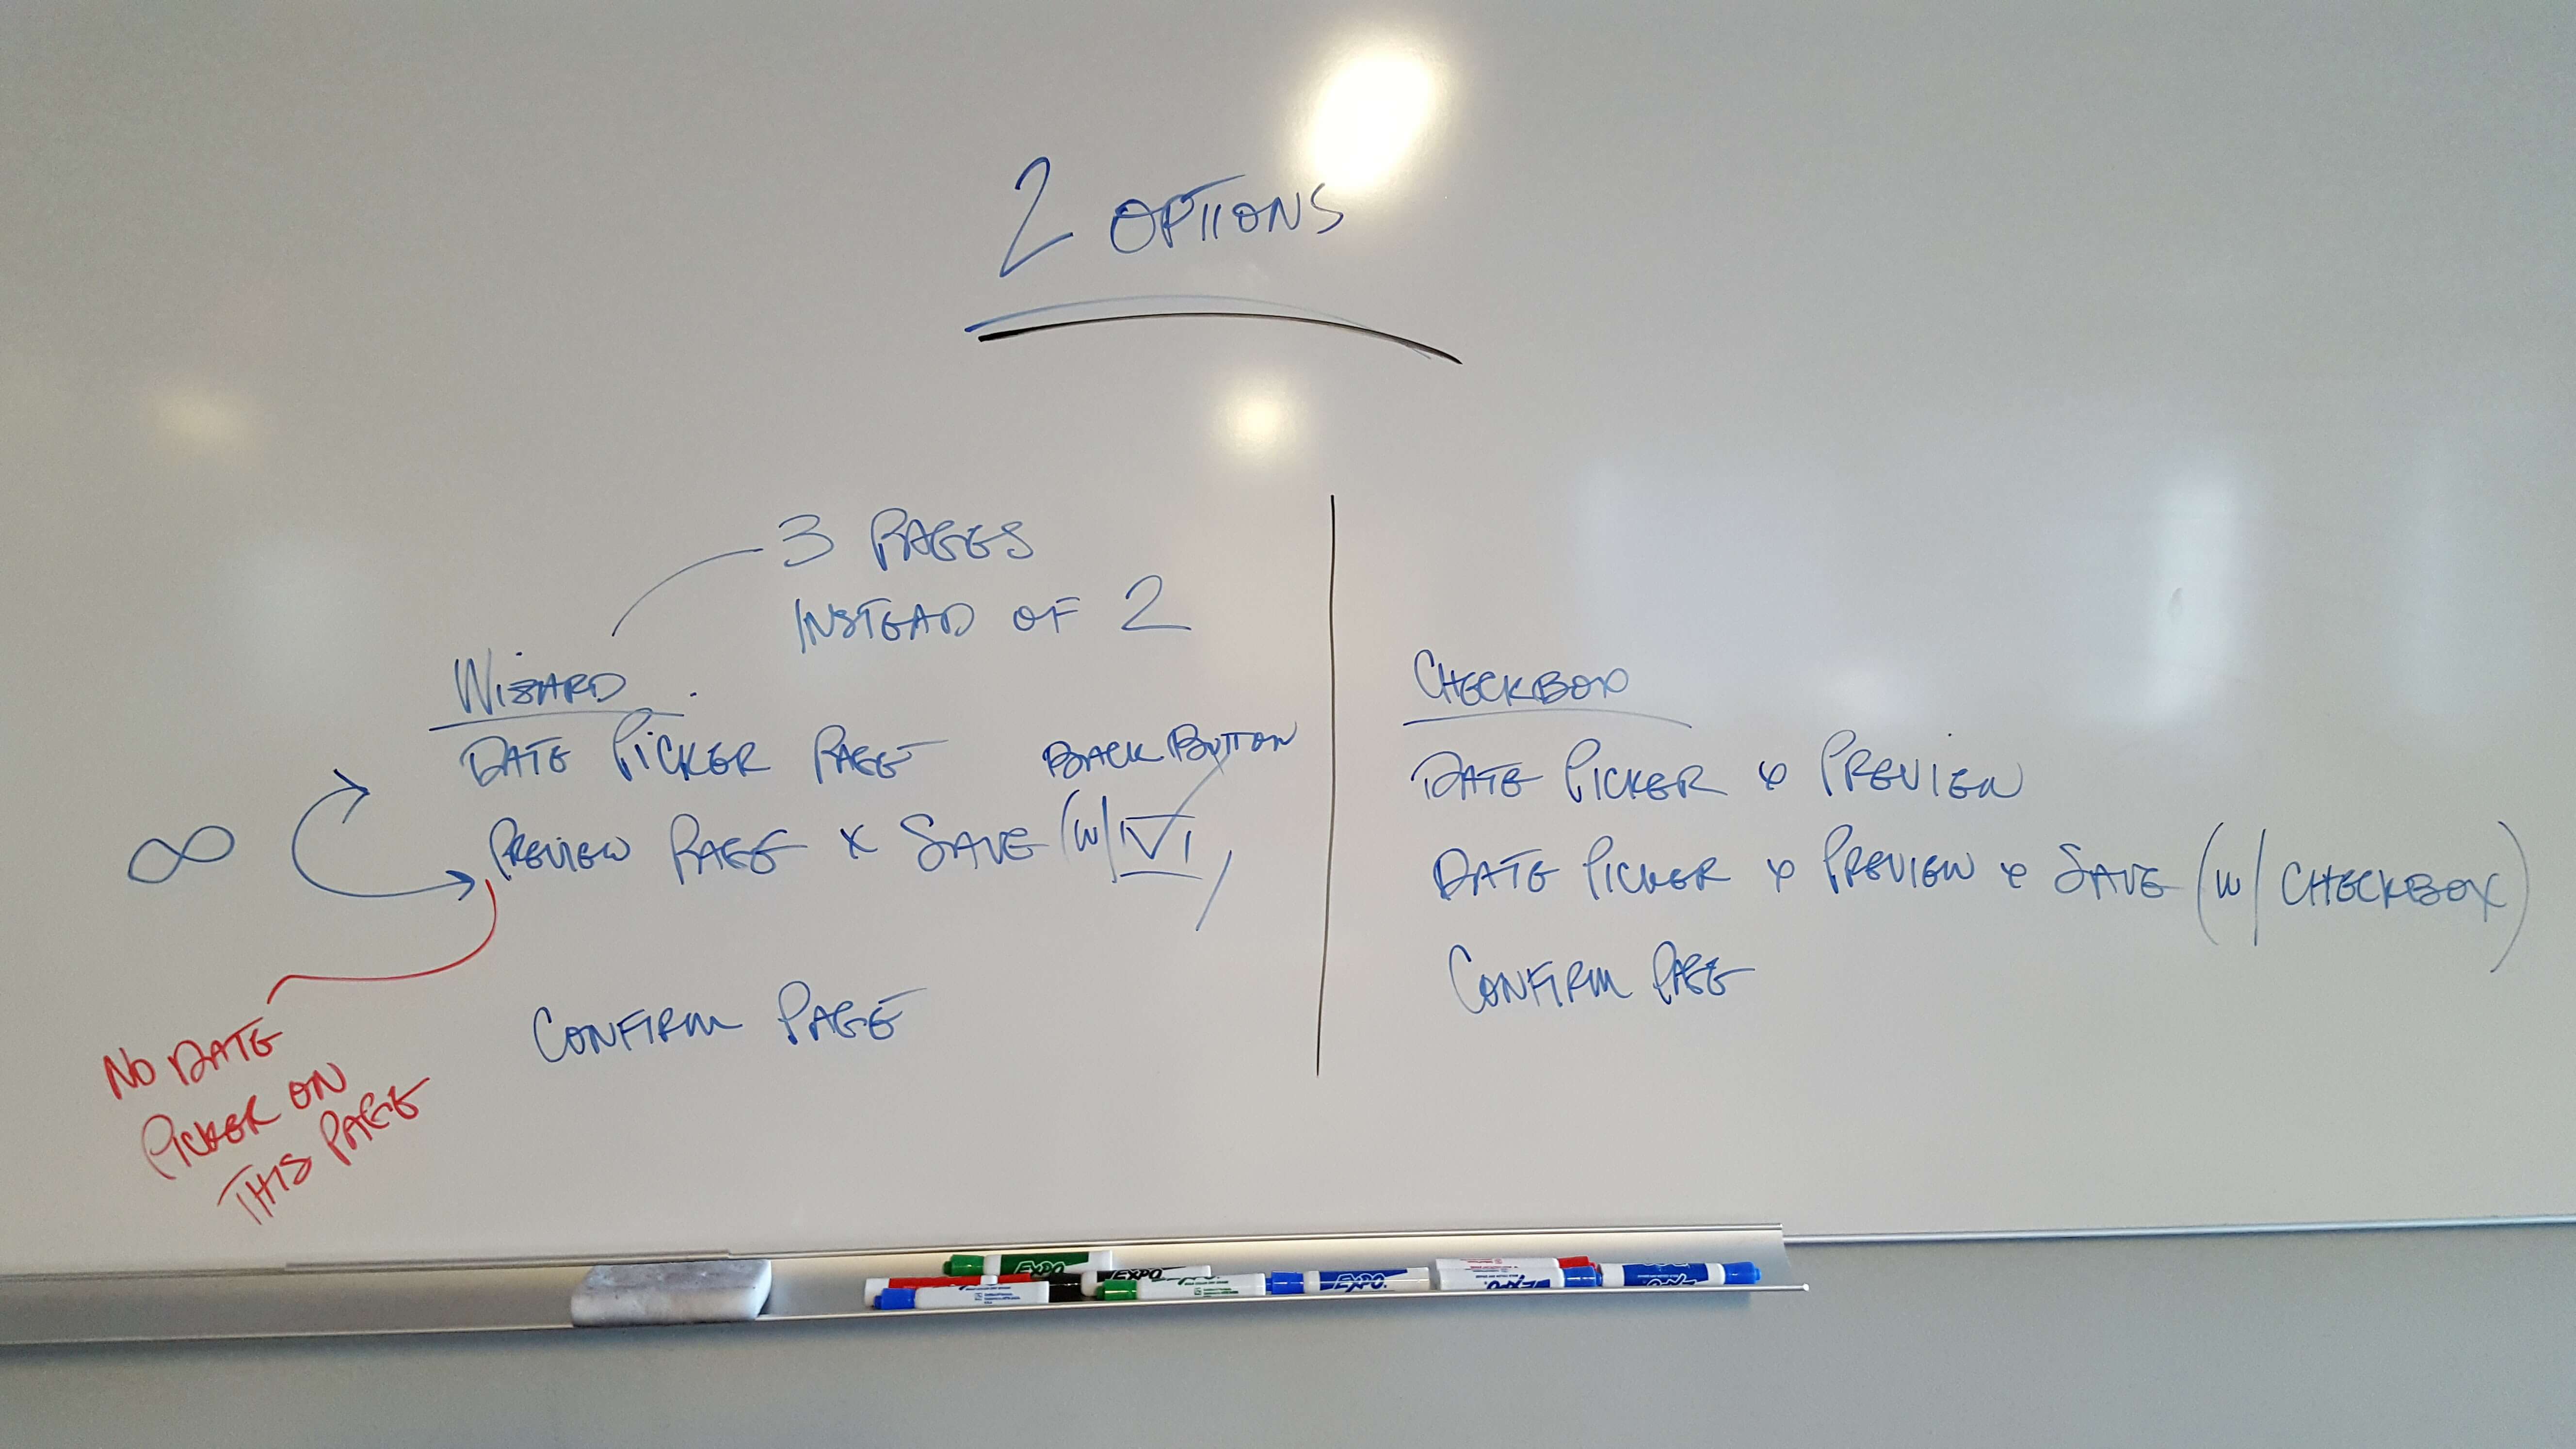 2 OPTIONS
3 PAGES
INSTEAD OF 2
WIZARD
DATE PICKER PAGE
BACK BUTTON
∞
PREVIEW PAGE & SAVE (W/
CONFIRM PAGE
NO DATE
PICKER ON
THIS PAGE
CHECKBOX
DATE PICKER & PREVIEW
DATE PICKER & PREVIEW & SAVE (W/ CHECKBOX)
CONFIRM PAGE
EXPO
EXPO
EXPO
EXPO
EXPO